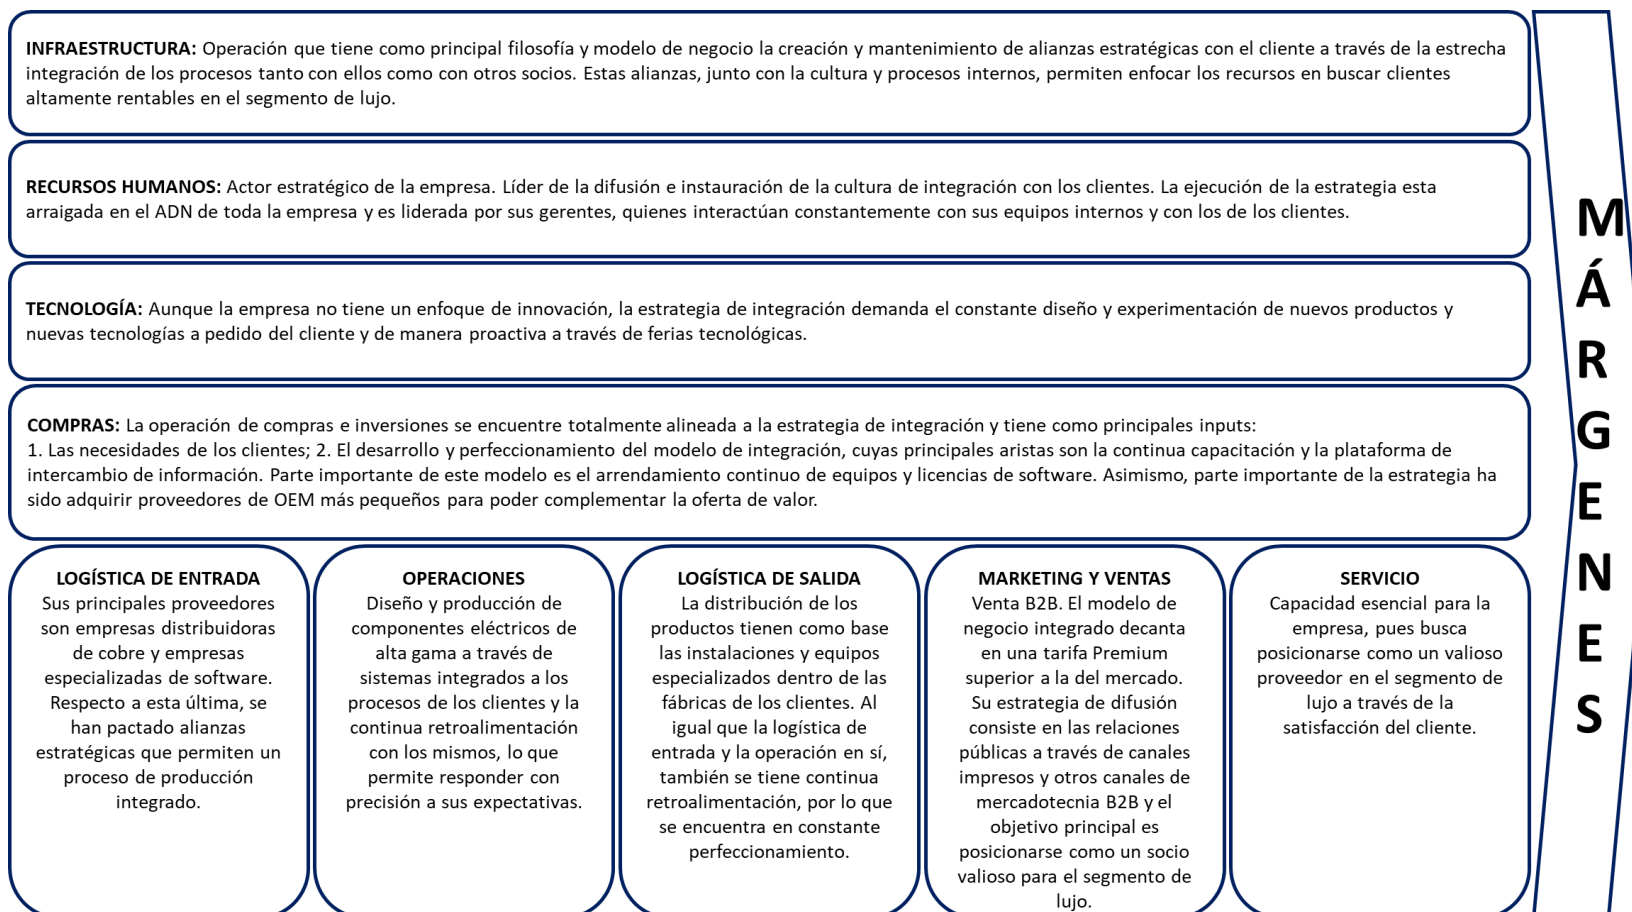 INFRAESTRUCTURA: Operación que tiene como principal filosofía y modelo de negocio la creación y mantenimiento de alianzas estratégicas con el cliente a través de la estrecha
integración de los procesos tanto con ellos como con otros socios. Estas alianzas, junto con la cultura y procesos internos, permiten enfocar los recursos en buscar clientes
altamente rentables en el segmento de lujo.
RECURSOS HUMANOS: Actor estratégico de la empresa. Líder de la difusión e instauración de la cultura de integración con los clientes. La ejecución de la estrategia esta
arraigada en el ADN de toda la empresa y es liderada por sus gerentes, quienes interactúan constantemente con sus equipos internos y con los de los clientes.
TECNOLOGÍA: Aunque la empresa no tiene un enfoque de innovación, la estrategia de integración demanda el constante diseño y experimentación de nuevos productos y
nuevas tecnologías a pedido del cliente y de manera proactiva a través de ferias tecnológicas.
COMPRAS: La operación de compras e inversiones se encuentre totalmente alineada a la estrategia de integración y tiene como principales inputs:
1. Las necesidades de los clientes; 2. El desarrollo y perfeccionamiento del modelo de integración, cuyas principales aristas son la continua capacitación y la plataforma de
intercambio de información. Parte importante de este modelo es el arrendamiento continuo de equipos y licencias de software. Asimismo, parte importante de la estrategia ha
sido adquirir proveedores de OEM más pequeños para poder complementar la oferta de valor.
LOGÍSTICA DE ENTRADA
Sus principales proveedores
son empresas distribuidoras
de cobre y empresas
especializadas de software.
Respecto a esta última, se
han pactado alianzas
estratégicas que permiten un
proceso de producción
integrado.
OPERACIONES
Diseño y producción de
componentes eléctricos de
alta gama a través de
sistemas integrados a los
procesos de los clientes y la
continua retroalimentación
con los mismos, lo que
permite responder con
precisión a sus expectativas.
LOGÍSTICA DE SALIDA
La distribución de los
productos tienen como base
las instalaciones y equipos
especializados dentro de las
fábricas de los clientes. Al
igual que la logística de
entrada y la operación en sí,
también se tiene continua
retroalimentación, por lo que
se encuentra en constante
perfeccionamiento.
MARKETING Y VENTAS
Venta B2B. El modelo de
negocio integrado decanta
en una tarifa Premium
superior a la del mercado.
Su estrategia de difusión
consiste en las relaciones
públicas a través de canales
impresos y otros canales de
mercadotecnia B2B y el
objetivo principal es
posicionarse como un socio
valioso para el segmento de
lujo.
SERVICIO
Capacidad esencial para la
empresa, pues busca
posicionarse como un valioso
proveedor en el segmento de
lujo a través de la
satisfacción del cliente.
MÁRGENES